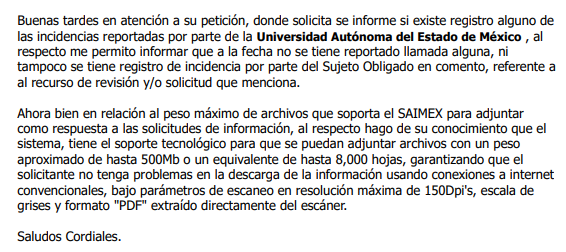 Buenas tardes en atención a su petición, donde solicita se informe si existe registro alguno de
las incidencias reportadas por parte de la Universidad Autónoma del Estado de México , al
respecto me permito informar que a la fecha no se tiene reportado llamada alguna, ni
tampoco se tiene registro de incidencia por parte del Sujeto Obligado en comento, referente a
al recurso de revisión y/o solicitud que menciona.
Ahora bien en relación al peso máximo de archivos que soporta el SAIMEX para adjuntar
como respuesta a las solicitudes de información, al respecto hago de su conocimiento que el
sistema, tiene el soporte tecnológico para que se puedan adjuntar archivos con un peso
aproximado de hasta 500Mb o un equivalente de hasta 8,000 hojas, garantizando que el
solicitante no tenga problemas en la descarga de la información usando conexiones a internet
convencionales, bajo parámetros de escaneo en resolución máxima de 150Dpi's, escala de
grises y formato "PDF" extraído directamente del escáner.
Saludos Cordiales.